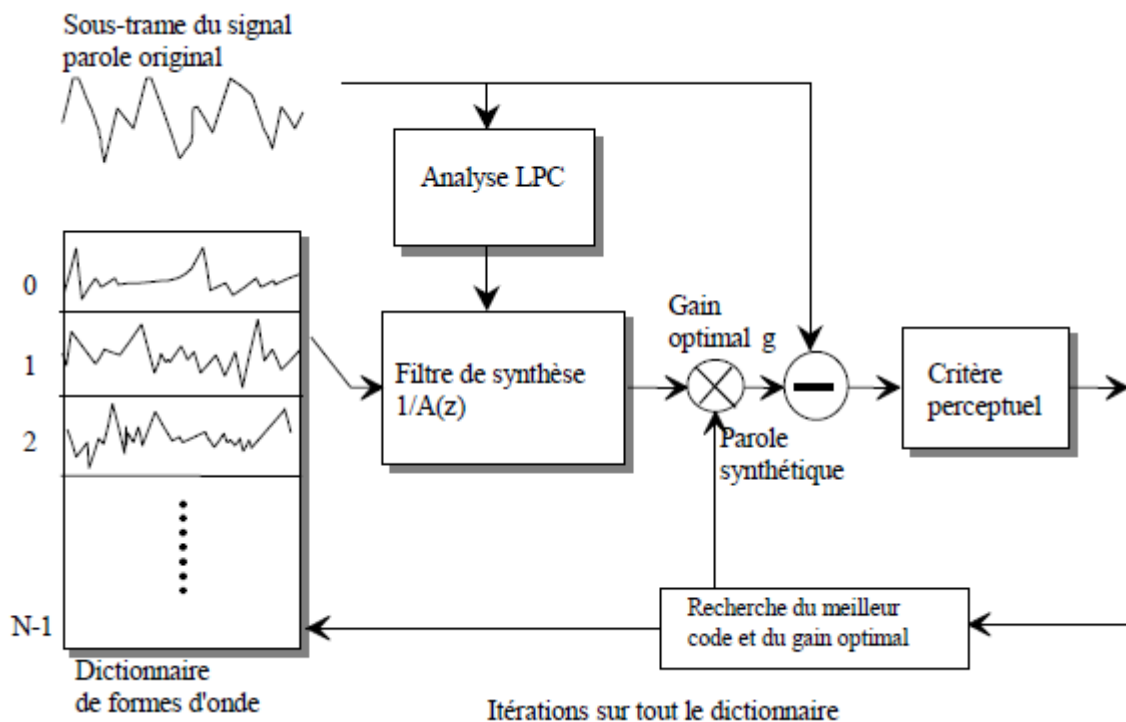 Sous-trame du signal
parole original
Analyse LPC
0
1
2
N-1
Filtre de synthèse
1/A(z)
Gain
optimal g
Parole
synthétique
Critère
perceptuel
Recherche du meilleur
code et du gain optimal
Dictionnaire
de formes d'onde
Itérations sur tout le dictionnaire